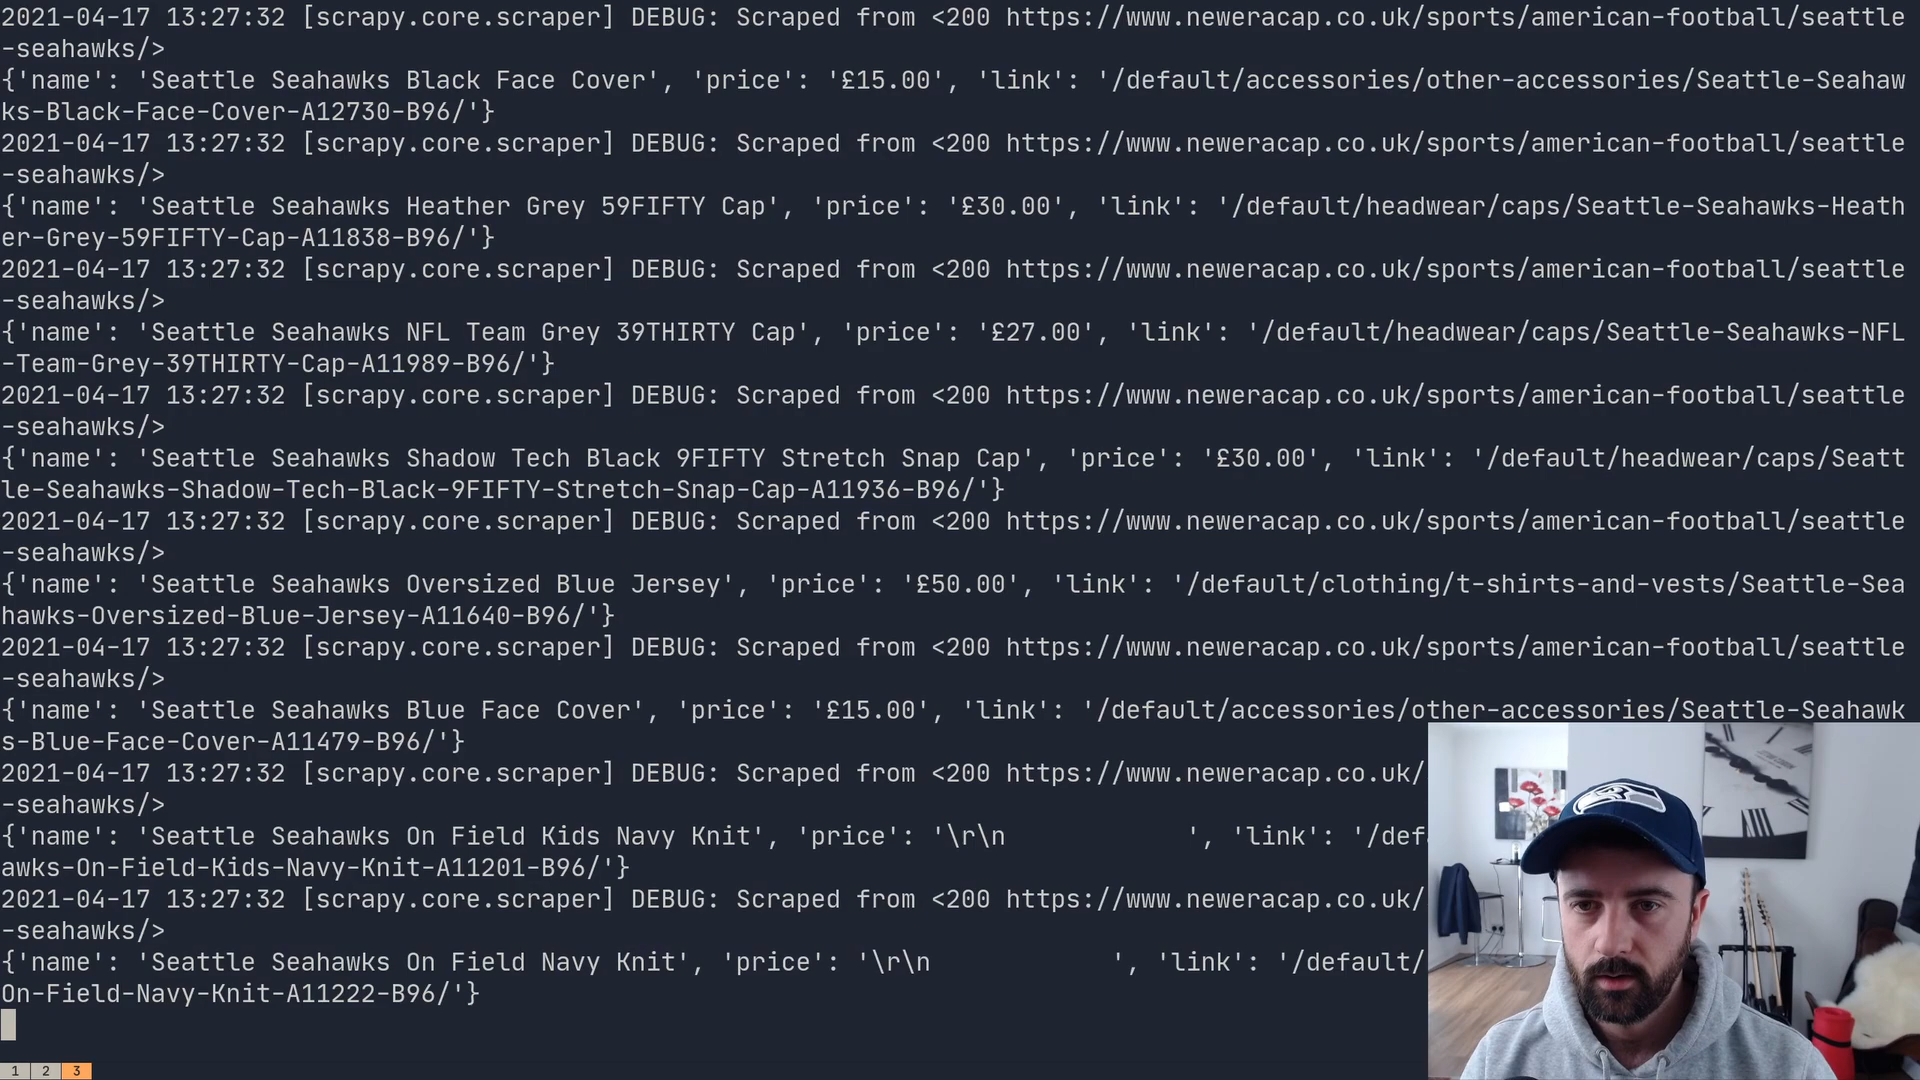 2021-04-17 13:27:32 [scrapy.core.scraper] DEBUG: Scraped from <200 https://www.neweracap.co.uk/sports/american-football/seattle
-seahawks/>
{'name': 'Seattle Seahawks Black Face Cover', 'price': '£15.00', 'link': '/default/accessories/other-accessories/Seattle-Seahaw
ks-Black-Face-Cover-A12730-B96/'}
2021-04-17 13:27:32 [scrapy.core.scraper] DEBUG: Scraped from <200 https://www.neweracap.co.uk/sports/american-football/seattle
-seahawks/>
{'name': 'Seattle Seahawks Heather Grey 59FIFTY Cap', 'price': '£30.00', 'link': '/default/headwear/caps/Seattle-Seahawks-Heath
er-Grey-59FIFTY-Cap-A11838-B96/'}
2021-04-17 13:27:32 [scrapy.core.scraper] DEBUG: Scraped from <200 https://www.neweracap.co.uk/sports/american-football/seattle
-seahawks/>
{'name': 'Seattle Seahawks NFL Team Grey 39THIRTY Cap', 'price': '£27.00', 'link': '/default/headwear/caps/Seattle-Seahawks-NFL
-Team-Grey-39THIRTY-Cap-A11989-B96/'}
2021-04-17 13:27:32 [scrapy.core.scraper] DEBUG: Scraped from <200 https://www.neweracap.co.uk/sports/american-football/seattle
-seahawks/>
{'name': 'Seattle Seahawks Shadow Tech Black 9FIFTY Stretch Snap Cap', 'price': '£30.00', 'link': '/default/headwear/caps/Seatt
le-Seahawks-Shadow-Tech-Black-9FIFTY-Stretch-Snap-Cap-A11936-B96/'}
2021-04-17 13:27:32 [scrapy.core.scraper] DEBUG: Scraped from <200 https://www.neweracap.co.uk/sports/american-football/seattle
-seahawks/>
{'name': 'Seattle Seahawks Oversized Blue Jersey', 'price': '£50.00', 'link': '/default/clothing/t-shirts-and-vests/Seattle-Sea
hawks-Oversized-Blue-Jersey-A11640-B96/'}
2021-04-17 13:27:32 [scrapy.core.scraper] DEBUG: Scraped from <200 https://www.neweracap.co.uk/sports/american-football/seattle
-seahawks/>
{'name': 'Seattle Seahawks Blue Face Cover', 'price': '£15.00', 'link': '/default/accessories/other-accessories/Seattle-Seahawk
s-Blue-Face-Cover-A11479-B96/'}
2021-04-17 13:27:32 [scrapy.core.scraper] DEBUG: Scraped from <200 https://www.neweracap.co.uk/
-seahawks/>
{'name': 'Seattle Seahawks On Field Kids Navy Knit', 'price': '\r\n            ', 'link': '/def
awks-On-Field-Kids-Navy-Knit-A11201-B96/'}
2021-04-17 13:27:32 [scrapy.core.scraper] DEBUG: Scraped from <200 https://www.neweracap.co.uk/
-seahawks/>
{'name': 'Seattle Seahawks On Field Navy Knit', 'price': '\r\n            ', 'link': '/default/
On-Field-Navy-Knit-A11222-B96/'}
1 2 3